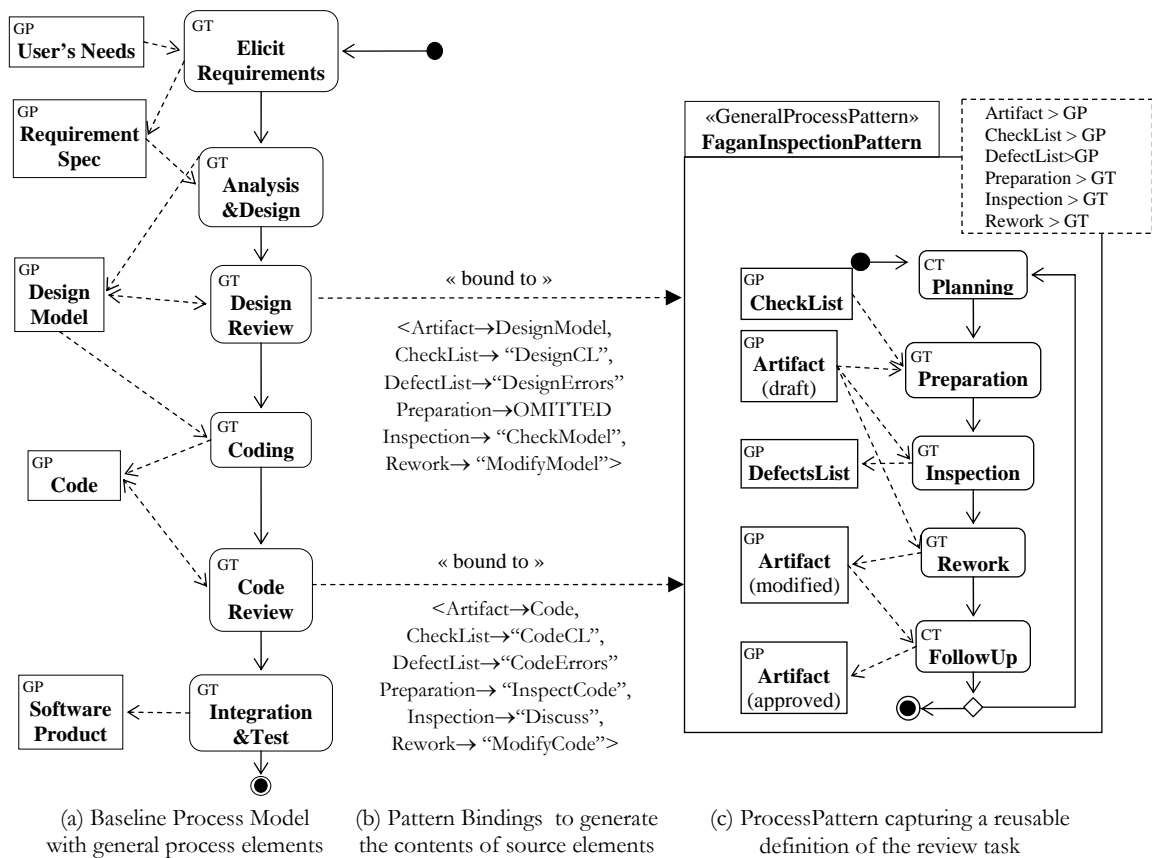 GP
User's Needs
GT
Elicit
Requirements
GP
Requirement
Spec
GT
Analysis
&Design
GP
Design
Model
GT
Design
Review
GT
Coding
GP
Code
GT
Code
Review
GP
Software
Product
GT
Integration
&Test
(a) Baseline Process Model
with general process elements
« bound to »
<Artifact→DesignModel,
CheckList→ “DesignCL”,
DefectList→“DesignErrors”
Preparation→OMITTED
Inspection→ “CheckModel”,
Rework→ “ModifyModel”>
« bound to »
<Artifact→Code,
CheckList→“CodeCL”,
DefectList→“CodeErrors”
Preparation→ “InspectCode”,
Inspection→“Discuss”,
Rework→ “ModifyCode”>
(b) Pattern Bindings to generate
the contents of source elements
«GeneralProcessPattern»
FaganInspectionPattern
Artifact > GP
CheckList > GP
DefectList>GP
Preparation > GT
Inspection > GT
Rework > GT
CT
Planning
GP
CheckList
GP
Artifact
(draft)
GT
Preparation
GP
DefectsList
GT
Inspection
GP
Artifact
(modified)
GT
Rework
GP
Artifact
(approved)
CT
FollowUp
(c) ProcessPattern capturing a reusable
definition of the review task